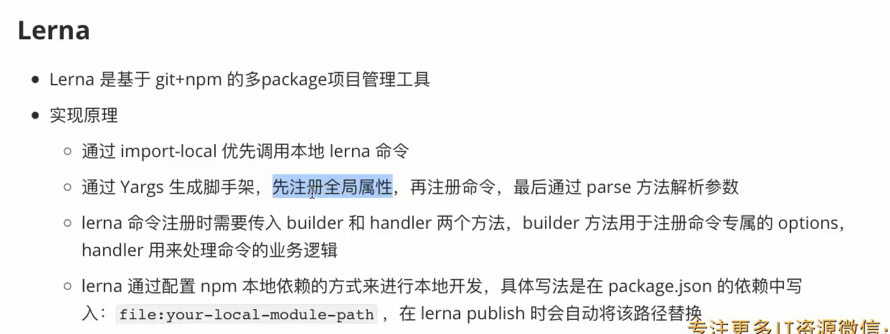 Lerna
Lerna 是基于 git+npm 的多package项目管理工具
实现原理
通过 import-local 优先调用本地 lerna 命令
通过 Yargs 生成脚手架，先注册全局属性，再注册命令，最后通过 parse 方法解析参数
lerna 命令注册时需要传入 builder 和 handler 两个方法，builder 方法用于注册命令专属的 options，
handler 用来处理命令的业务逻辑
lerna 通过配置 npm 本地依赖的方式来进行本地开发，具体写法是在 package.json 的依赖中写
入：file:your-local-module-path ，在 lerna publish 时会自动将该路径替换
专注更多IT资源微信: